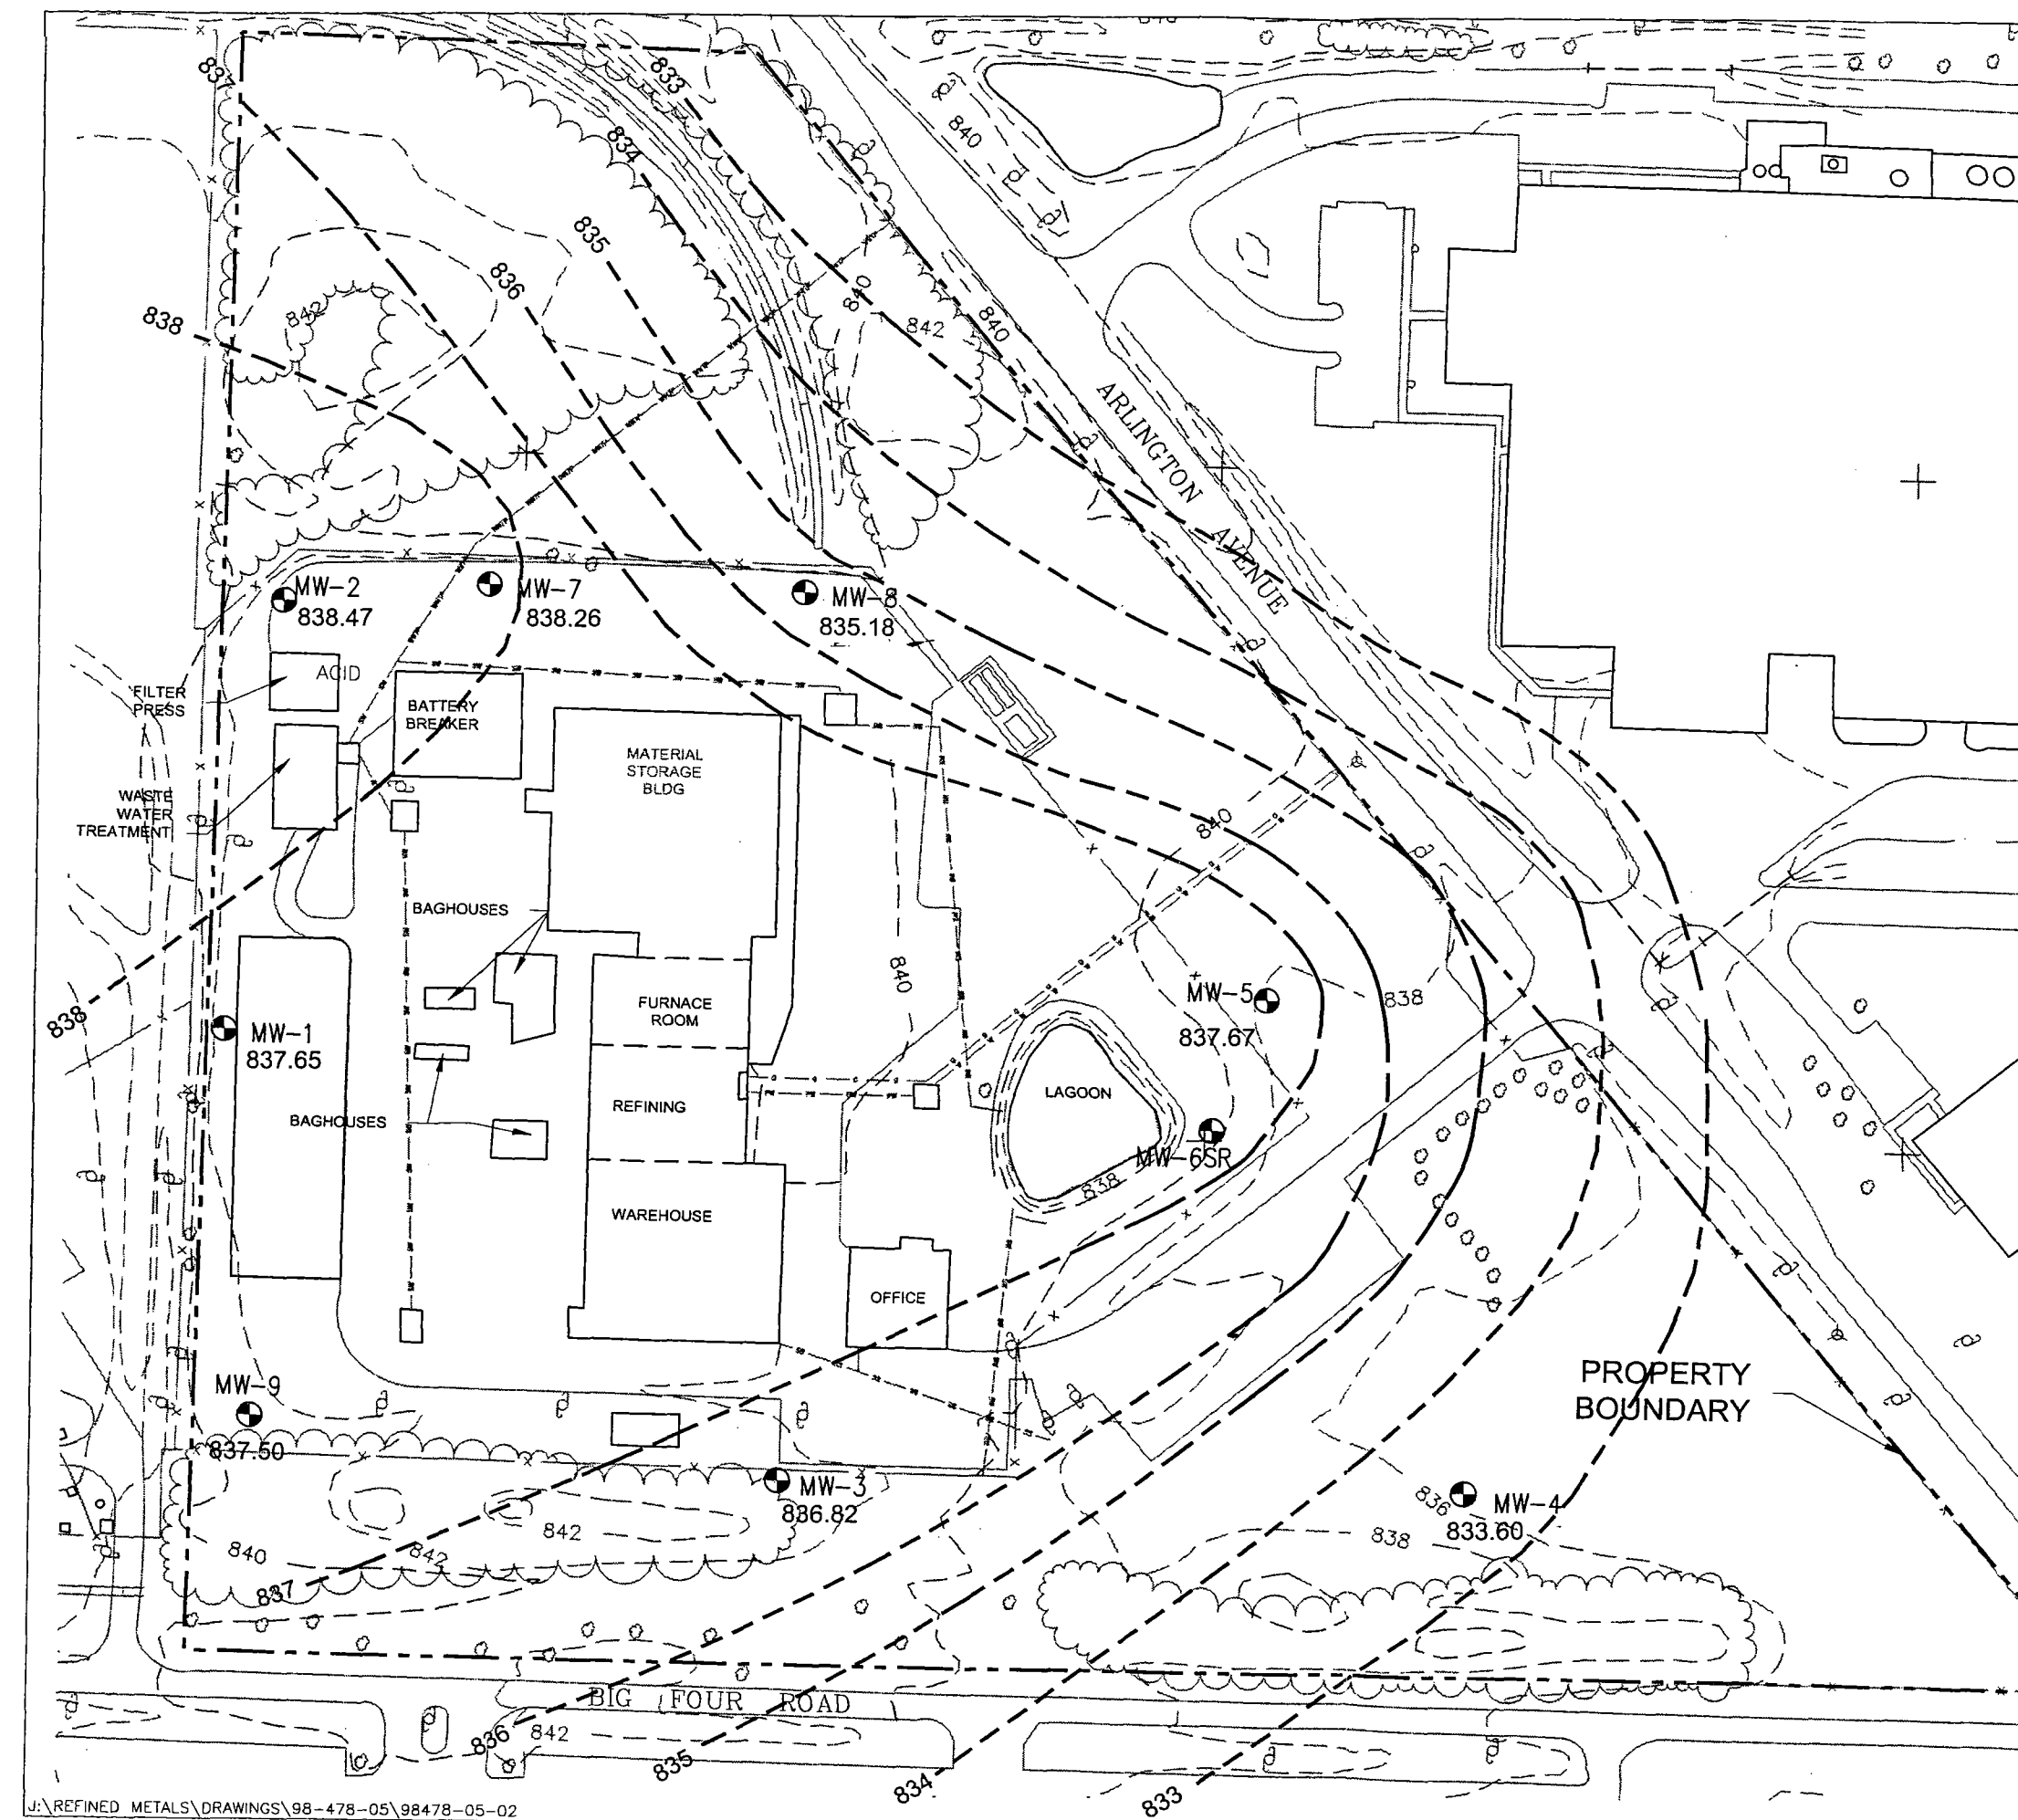 837
833
834
840
835
836
838
842
840
842
840
ARLINGTON
AVENUE
MW-2
838.47
MW-7
838.26
MW-8
835.18
FILTER
PRESS
ACID
BATTERY
BREAKER
MATERIAL
STORAGE
BLDG
WASTE
WATER
TREATMENT
840
BAGHOUSES
840
838
MW-1
837.65
FURNACE
ROOM
MW-5
837.67
838
BAGHOUSES
REFINING
LAGOON
MW-6SR
838
WAREHOUSE
OFFICE
PROPERTY
BOUNDARY
MW-9
837.50
MW-3
836.82
836
MW-4
833.60
838
842
840
842
837
BIG FOUR ROAD
836
842
835
834
833
J:\REFINED METALS\DRAWINGS\98-478-05\98478-05-02